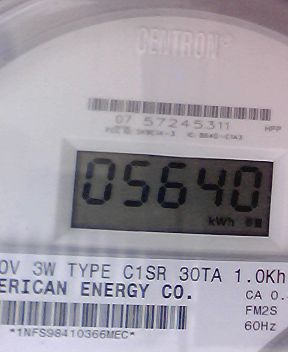 CENTRON®
07 57245311
05640
kWh
0V 3W TYPE C1SR 30TA 1.0Kh
ERICAN ENERGY CO.
CA 0.
FM2S
60Hz
*1NFS98410366MEC*